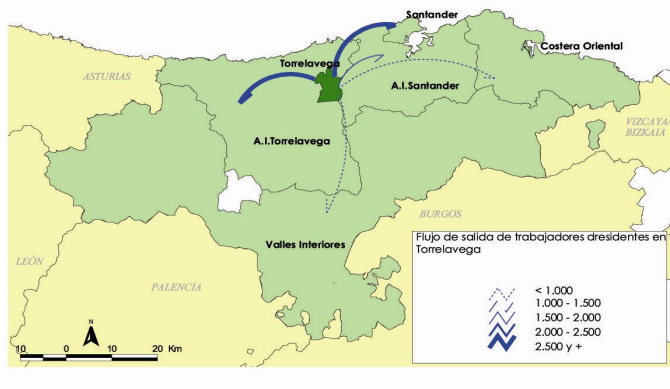 Santander
Costera Oriental
Torrelavega
ASTURIAS
A.I.Santander
VIZCAYA
BIZKAIA
A.I.Torrelavega
BURGOS
Valles Interiores
LEÓN
PALENCIA
Flujo de salida de trabajadores dresidentes en
Torrelavega
< 1.000
1.000 - 1.500
1.500 - 2.000
2.000 - 2.500
2.500 y +
N
10 0 10 20 Km